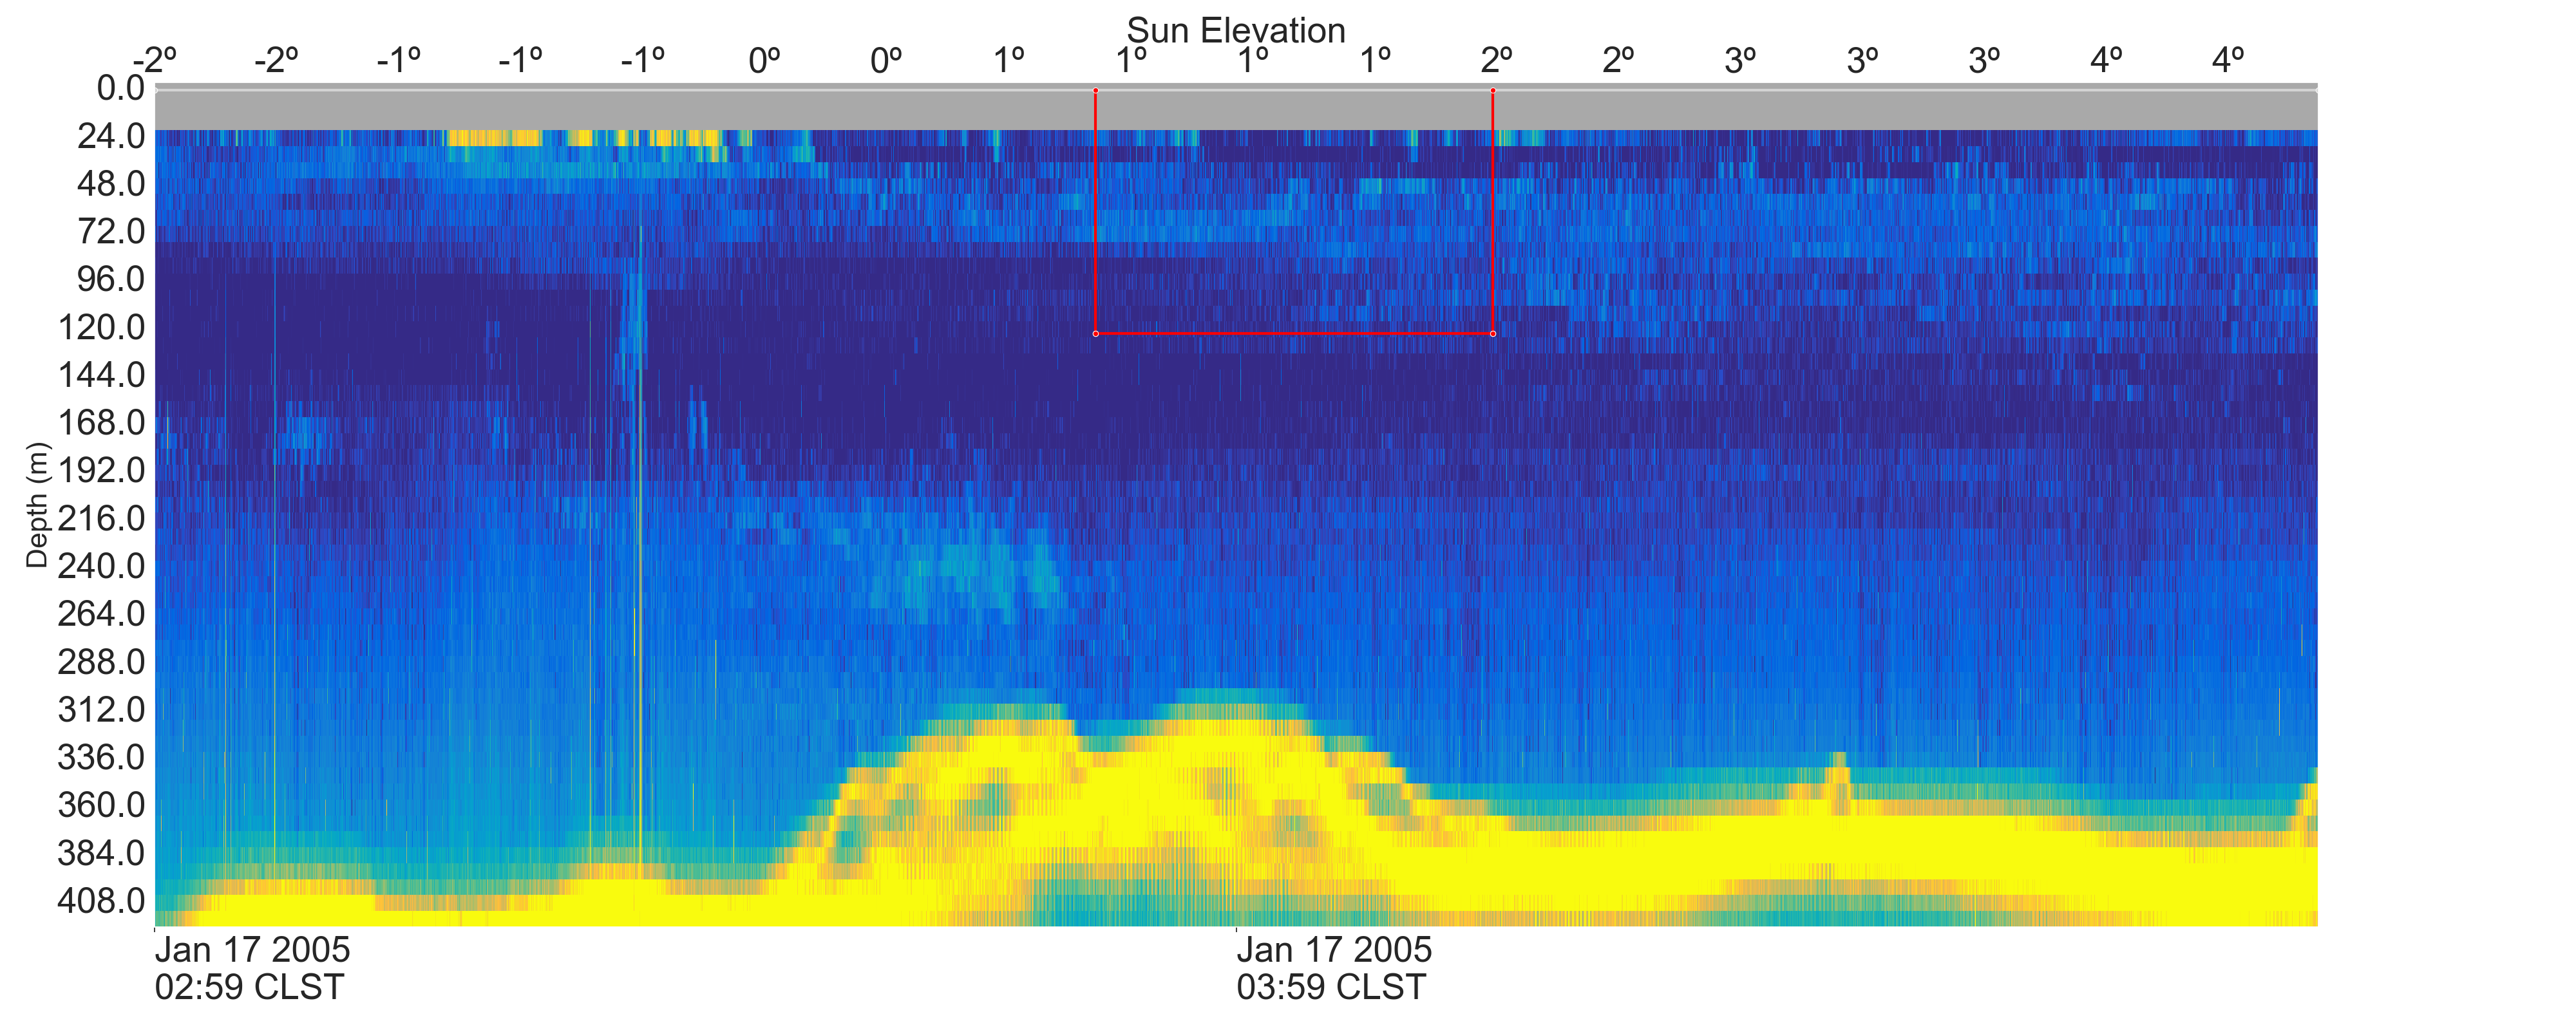 Sun Elevation
-2º -2º -1º -1º -1º 0º 0º 1º 1º 1º 1º 2º 2º 3º 3º 3º 4º 4º
0.0
24.0
48.0
72.0
96.0
120.0
144.0
168.0
192.0
216.0
240.0
264.0
288.0
312.0
336.0
360.0
384.0
408.0
Depth (m)
Jan 17 2005
02:59 CLST
Jan 17 2005
03:59 CLST